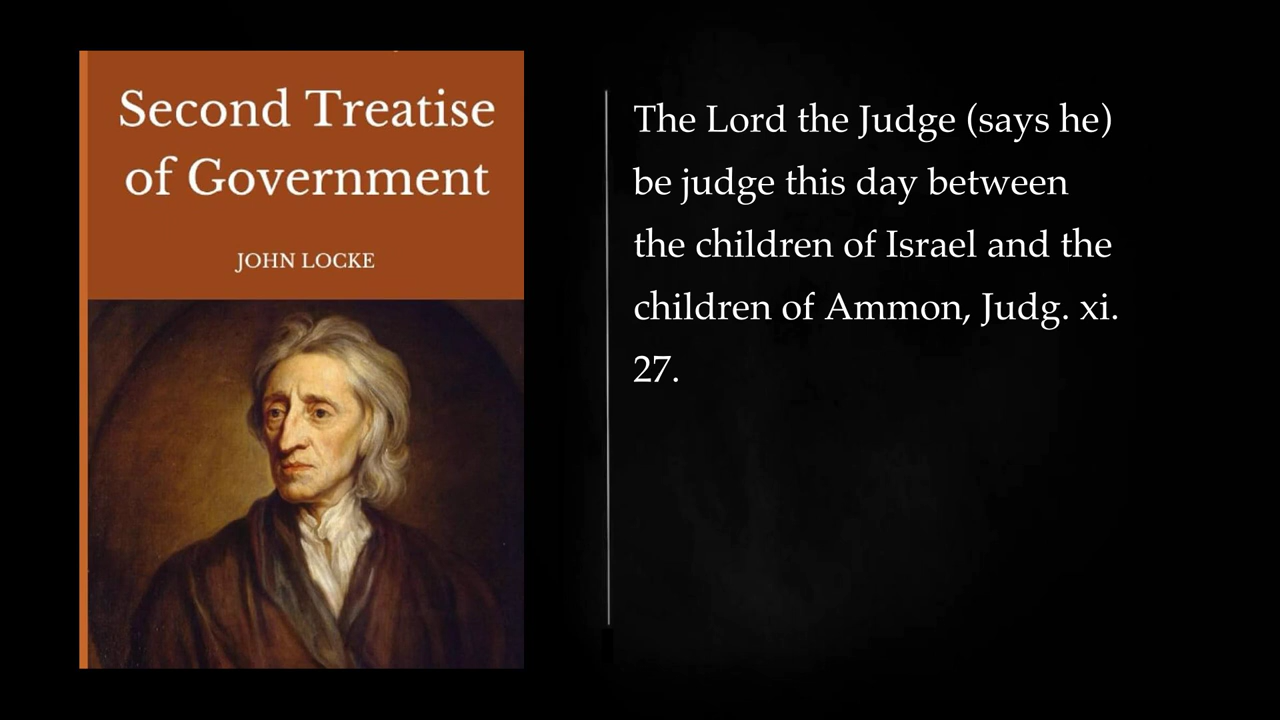 Second Treatise
of Government
JOHN LOCKE
The Lord the Judge (says he)
be judge this day between
the children of Israel and the
children of Ammon, Judg. xi.
27.